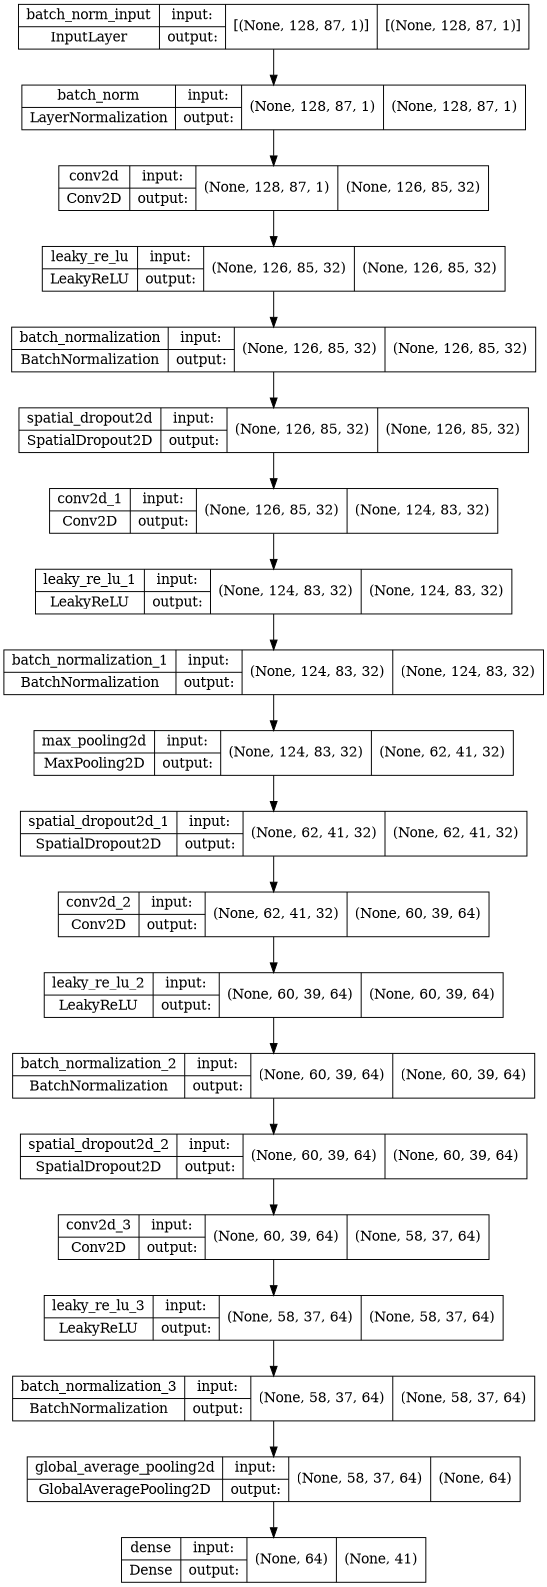 batch_norm_input input: [(None, 128, 87, 1)] [(None, 128, 87, 1)]
InputLayer output:
batch_norm input: (None, 128, 87, 1) (None, 128, 87, 1)
LayerNormalization output:
conv2d input: (None, 128, 87, 1) (None, 126, 85, 32)
Conv2D output:
leaky_re_lu input: (None, 126, 85, 32) (None, 126, 85, 32)
LeakyReLU output:
batch_normalization input: (None, 126, 85, 32) (None, 126, 85, 32)
BatchNormalization output:
spatial_dropout2d input: (None, 126, 85, 32) (None, 126, 85, 32)
SpatialDropout2D output:
conv2d_1 input: (None, 126, 85, 32) (None, 124, 83, 32)
Conv2D output:
leaky_re_lu_1 input: (None, 124, 83, 32) (None, 124, 83, 32)
LeakyReLU output:
batch_normalization_1 input: (None, 124, 83, 32) (None, 124, 83, 32)
BatchNormalization output:
max_pooling2d input: (None, 124, 83, 32) (None, 62, 41, 32)
MaxPooling2D output:
spatial_dropout2d_1 input: (None, 62, 41, 32) (None, 62, 41, 32)
SpatialDropout2D output:
conv2d_2 input: (None, 62, 41, 32) (None, 60, 39, 64)
Conv2D output:
leaky_re_lu_2 input: (None, 60, 39, 64) (None, 60, 39, 64)
LeakyReLU output:
batch_normalization_2 input: (None, 60, 39, 64) (None, 60, 39, 64)
BatchNormalization output:
spatial_dropout2d_2 input: (None, 60, 39, 64) (None, 60, 39, 64)
SpatialDropout2D output:
conv2d_3 input: (None, 60, 39, 64) (None, 58, 37, 64)
Conv2D output:
leaky_re_lu_3 input: (None, 58, 37, 64) (None, 58, 37, 64)
LeakyReLU output:
batch_normalization_3 input: (None, 58, 37, 64) (None, 58, 37, 64)
BatchNormalization output:
global_average_pooling2d input: (None, 58, 37, 64) (None, 64)
GlobalAveragePooling2D output:
dense input: (None, 64) (None, 41)
Dense output: